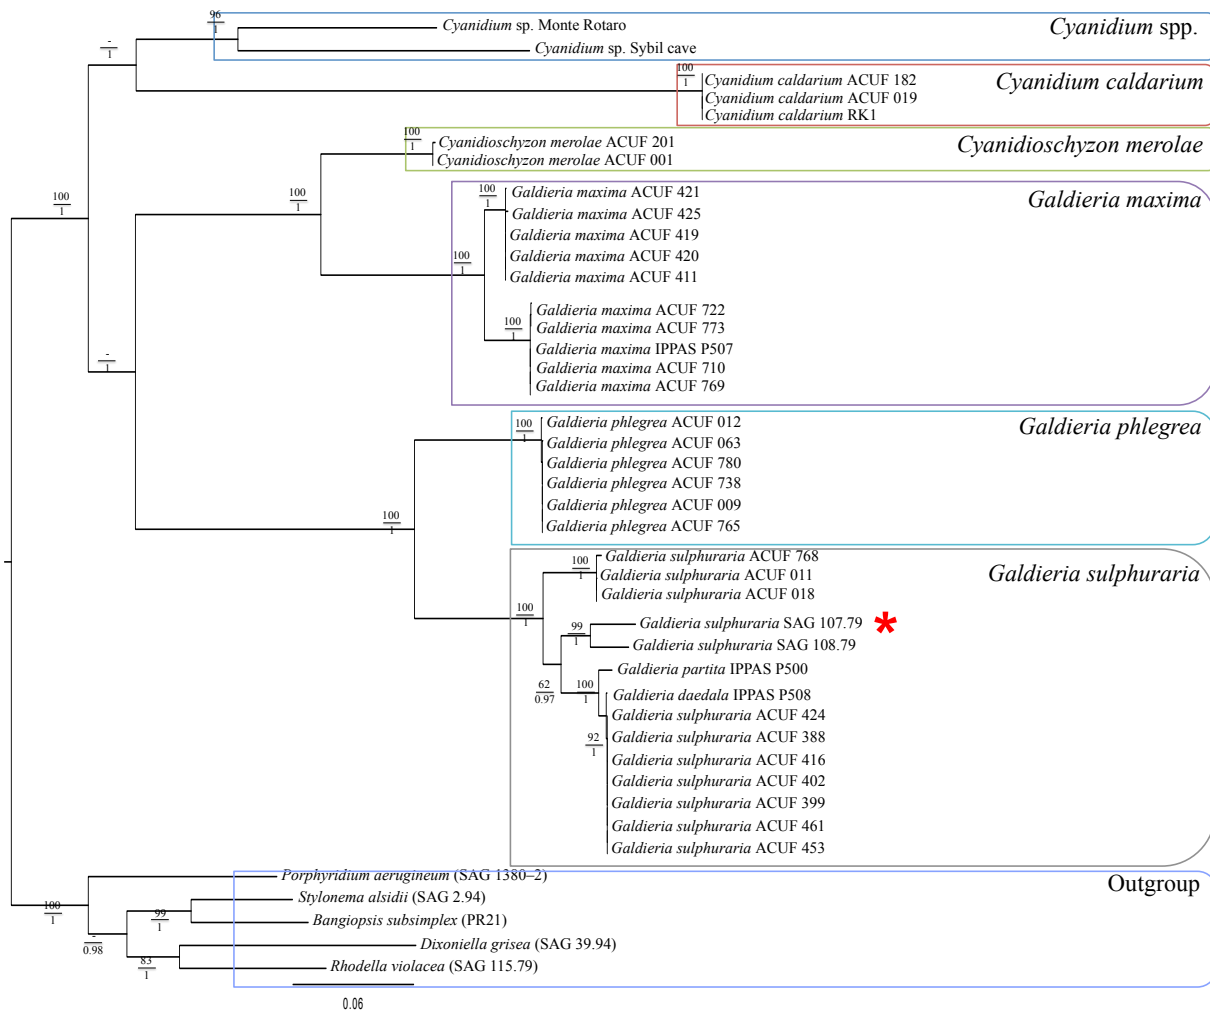 96
1
Cyanidium sp. Monte Rotaro
Cyanidium spp.
-
1
Cyanidium sp. Sybil cave
100
1
Cyanidium caldarium ACUF 182
Cyanidium caldarium
Cyanidium caldarium ACUF 019
Cyanidium caldarium RK1
100
1
Cyanidioschyzon merolae ACUF 201
Cyanidioschyzon merolae
Cyanidioschyzon merolae ACUF 001
100
1
100
1
100
1
Galdieria maxima ACUF 421
Galdieria maxima
Galdieria maxima ACUF 425
Galdieria maxima ACUF 419
Galdieria maxima ACUF 420
Galdieria maxima ACUF 411
100
1
Galdieria maxima ACUF 722
100
1
Galdieria maxima ACUF 773
Galdieria maxima IPPAS P507
Galdieria maxima ACUF 710
Galdieria maxima ACUF 769
-
1
Galdieria phlegrea ACUF 012
Galdieria phlegrea
100
1
Galdieria phlegrea ACUF 063
Galdieria phlegrea ACUF 780
Galdieria phlegrea ACUF 738
Galdieria phlegrea ACUF 009
Galdieria phlegrea ACUF 765
100
1
Galdieria sulphuraria ACUF 768
Galdieria sulphuraria
100
1
Galdieria sulphuraria ACUF 011
Galdieria sulphuraria ACUF 018
100
1
Galdieria sulphuraria SAG 107.79 *
99
1
Galdieria sulphuraria SAG 108.79
Galdieria partita IPPAS P500
62
0.97
100
1
Galdieria daedala IPPAS P508
Galdieria sulphuraria ACUF 424
92
1
Galdieria sulphuraria ACUF 388
Galdieria sulphuraria ACUF 416
Galdieria sulphuraria ACUF 402
Galdieria sulphuraria ACUF 399
Galdieria sulphuraria ACUF 461
Galdieria sulphuraria ACUF 453
Porphyridium aerugineum (SAG 1380–2)
Outgroup
Stylonema alsidii (SAG 2.94)
100
1
99
1
Bangiopsis subsimplex (PR21)
-
0.98
Dixoniella grisea (SAG 39.94)
83
1
Rhodella violacea (SAG 115.79)
0.06